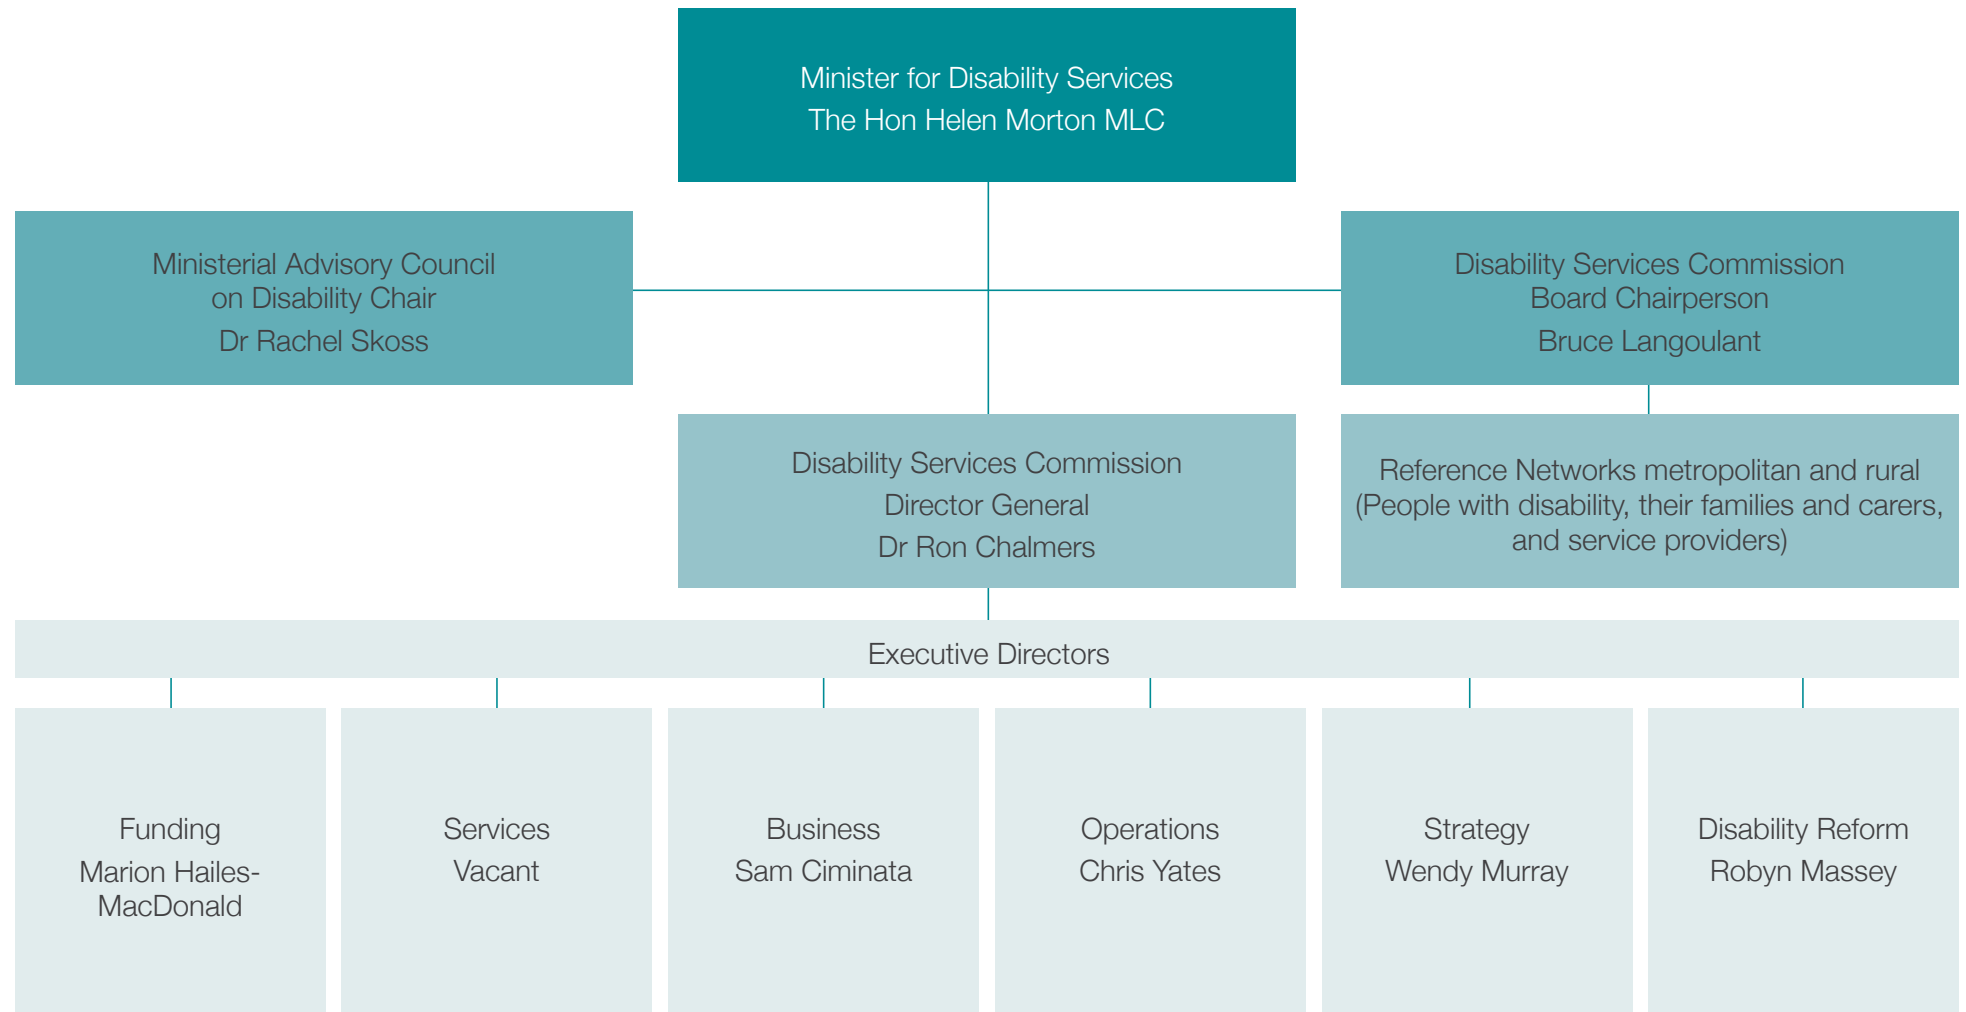 Minister for Disability Services
The Hon Helen Morton MLC
Ministerial Advisory Council
on Disability Chair
Dr Rachel Skoss
Disability Services Commission
Board Chairperson
Bruce Langoulant
Disability Services Commission
Director General
Dr Ron Chalmers
Reference Networks metropolitan and rural
(People with disability, their families and carers,
and service providers)
Executive Directors
Funding
Marion Hailes-
MacDonald
Services
Vacant
Business
Sam Ciminata
Operations
Chris Yates
Strategy
Wendy Murray
Disability Reform
Robyn Massey